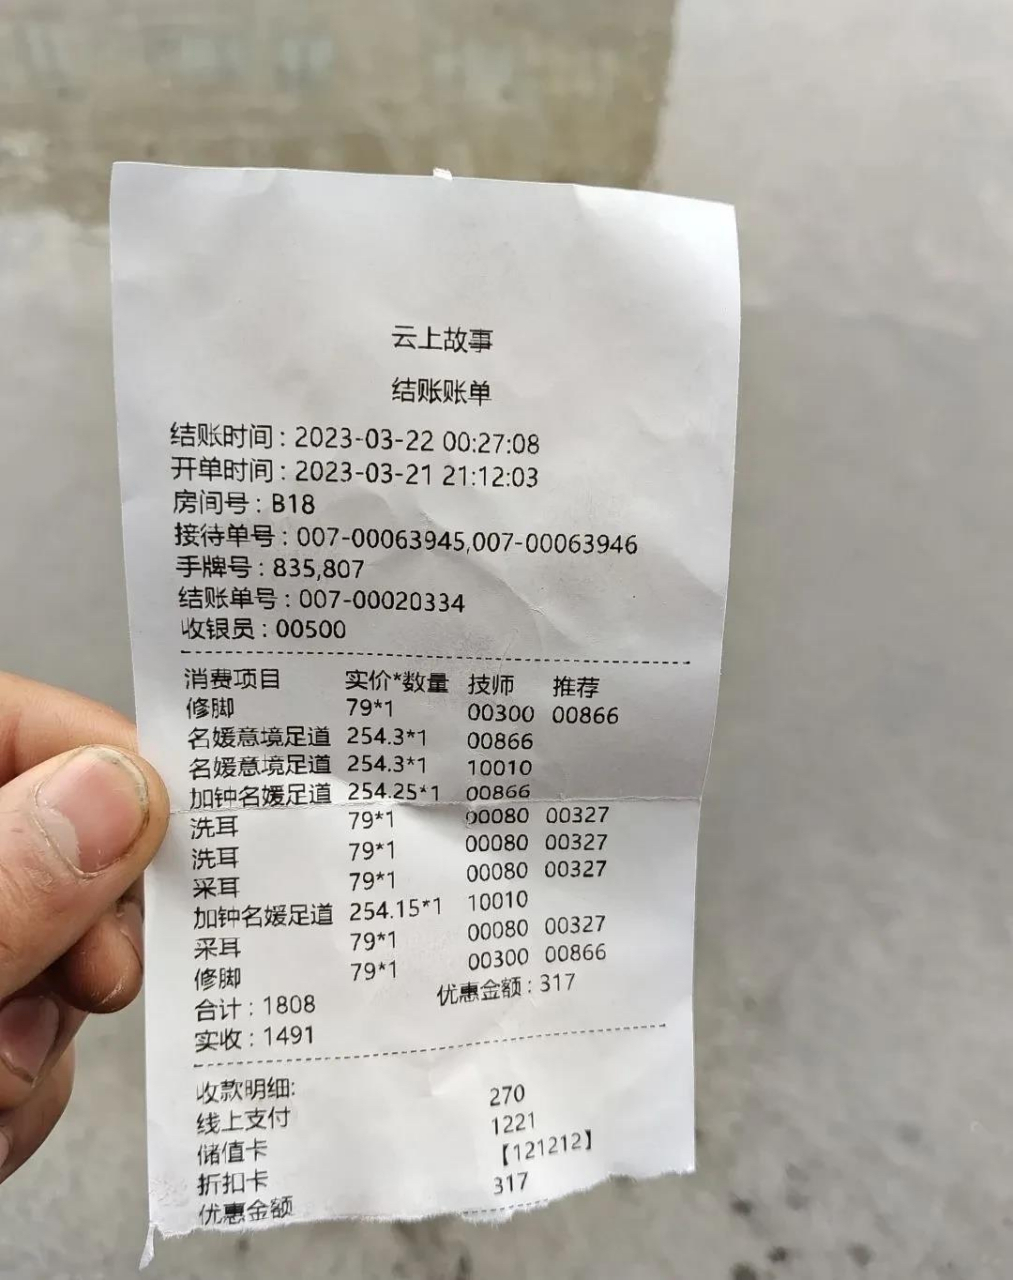 云上故事
结账账单
结账时间：2023-03-22 00:27:08
开单时间：2023-03-21 21:12:03
房间号：B18
接待单号：007-00063945,007-00063946
手牌号：835,807
结账单号：007-00020334
收银员：00500
消费项目 实价*数量 技师 推荐
修脚 79*1 00300 00866
名媛意境足道 254.3*1 00866
名媛意境足道 254.3*1 10010
加钟名媛足道 254.25*1 00866
洗耳 79*1 00080 00327
洗耳 79*1 00080 00327
采耳 79*1 00080 00327
加钟名媛足道 254.15*1 10010
采耳 79*1 00080 00327
修脚 79*1 00300 00866
合计：1808 优惠金额：317
实收：1491
收款明细:
线上支付 270
储值卡 1221
折扣卡 【121212】
优惠金额 317